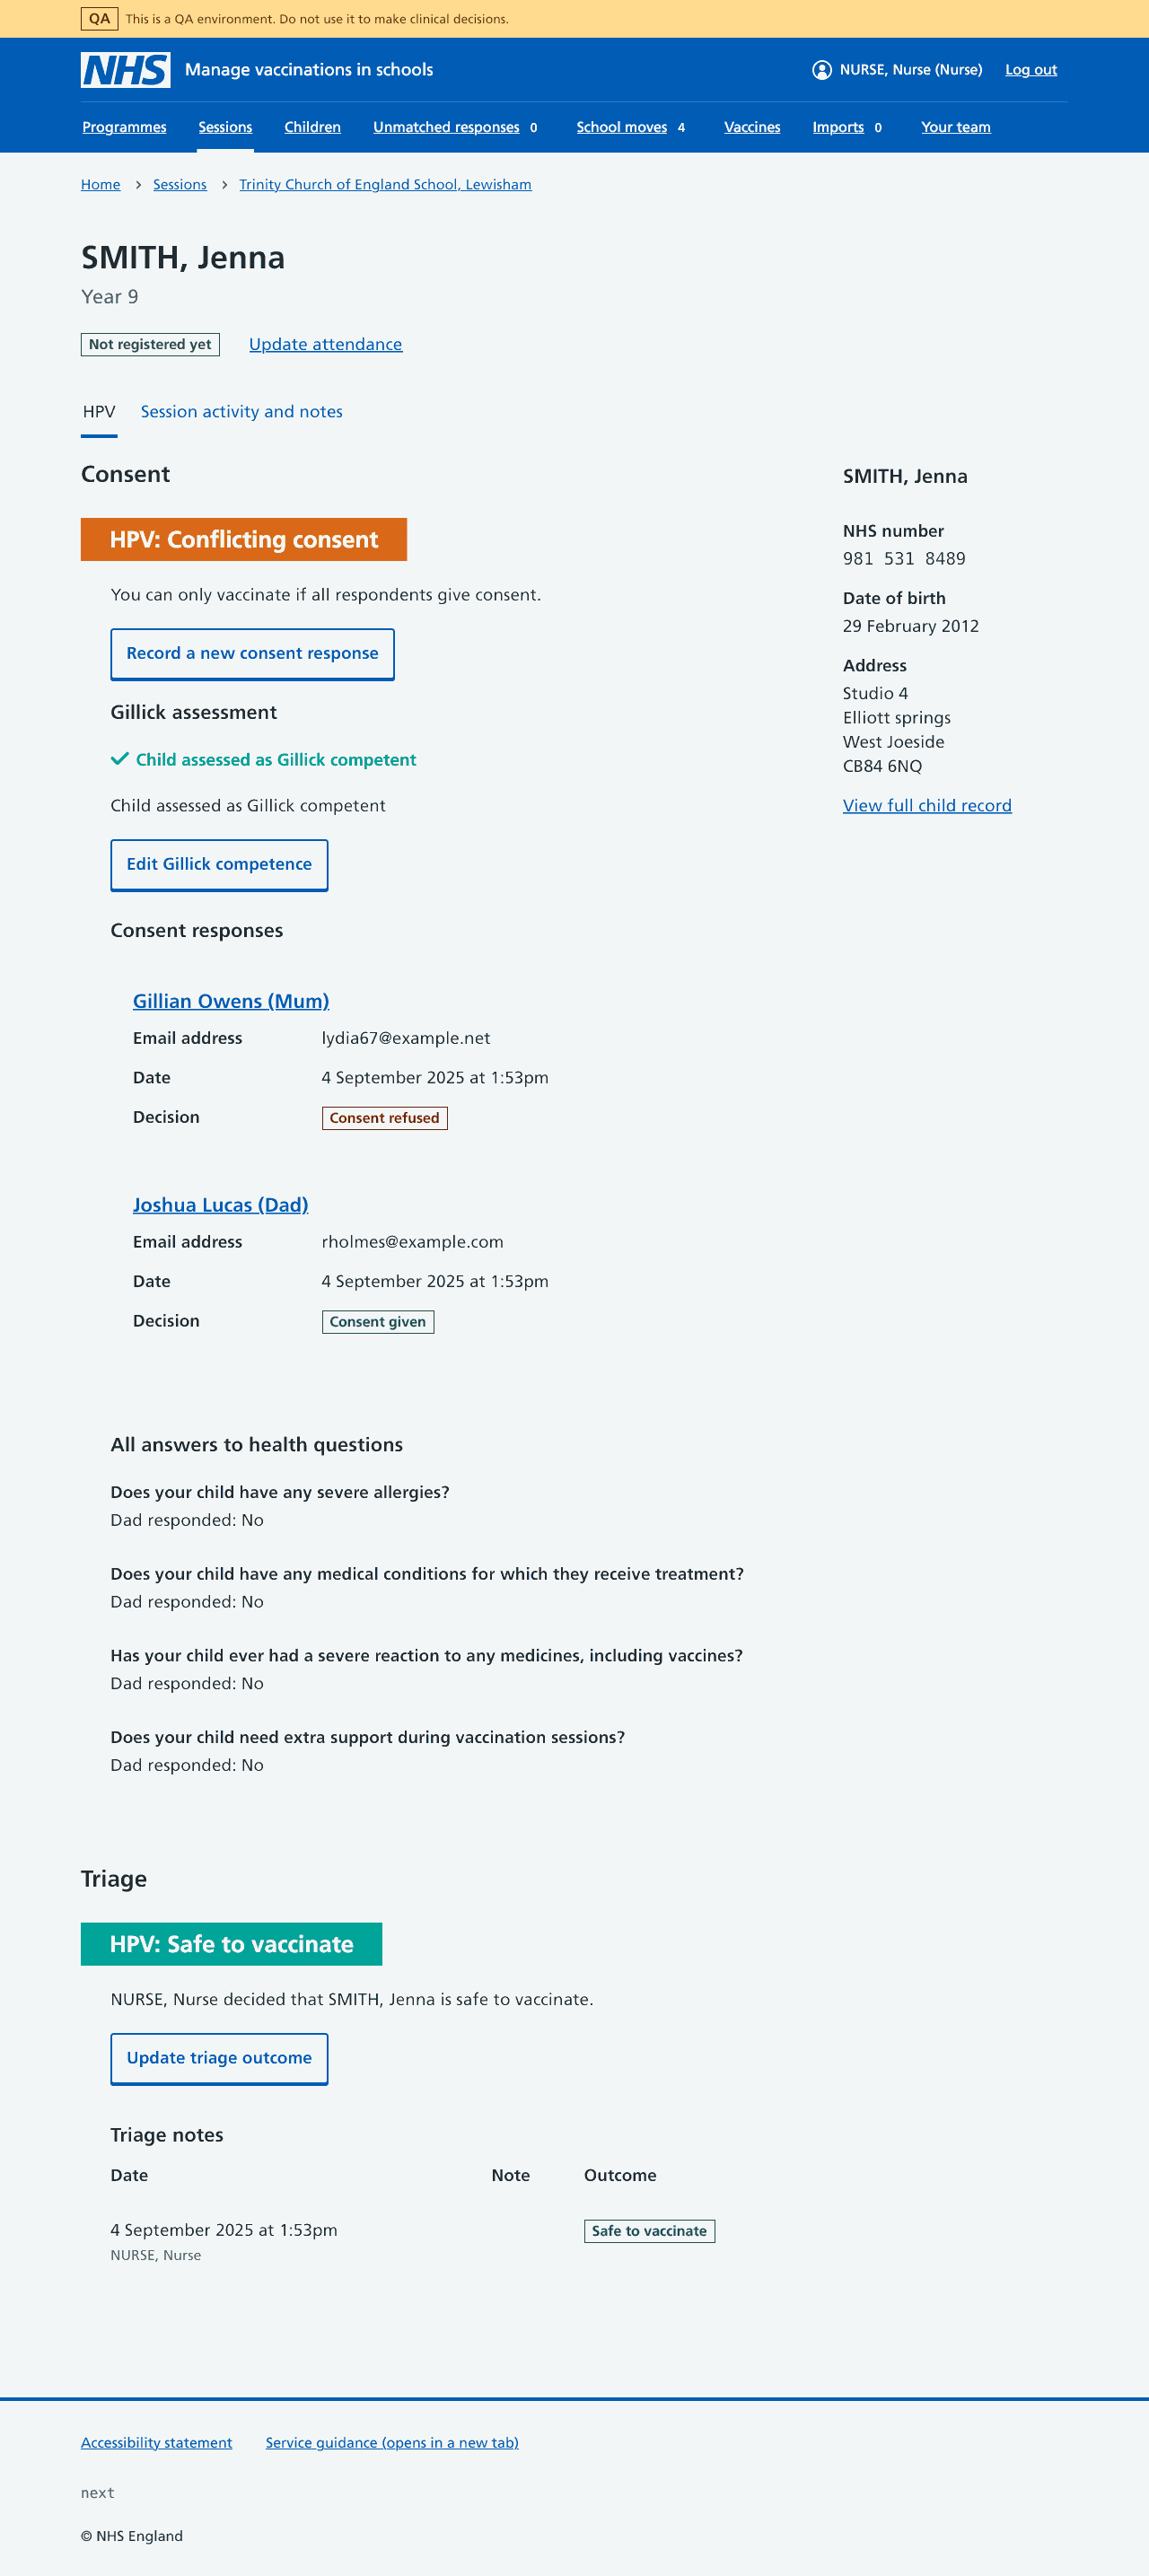 QA This is a QA environment. Do not use it to make clinical decisions.
NHS Manage vaccinations in schools NURSE, Nurse (Nurse) Log out
Programmes Sessions Children Unmatched responses 0 School moves 4 Vaccines Imports 0 Your team
Home › Sessions › Trinity Church of England School, Lewisham
SMITH, Jenna
Year 9
Not registered yet Update attendance
HPV Session activity and notes
Consent
HPV: Conflicting consent
You can only vaccinate if all respondents give consent.
Record a new consent response
Gillick assessment
Child assessed as Gillick competent
Child assessed as Gillick competent
Edit Gillick competence
Consent responses
Gillian Owens (Mum)
Email address lydia67@example.net
Date 4 September 2025 at 1:53pm
Decision Consent refused
Joshua Lucas (Dad)
Email address rholmes@example.com
Date 4 September 2025 at 1:53pm
Decision Consent given
All answers to health questions
Does your child have any severe allergies?
Dad responded: No
Does your child have any medical conditions for which they receive treatment?
Dad responded: No
Has your child ever had a severe reaction to any medicines, including vaccines?
Dad responded: No
Does your child need extra support during vaccination sessions?
Dad responded: No
SMITH, Jenna
NHS number
981 531 8489
Date of birth
29 February 2012
Address
Studio 4
Elliott springs
West Joeside
CB84 6NQ
View full child record
Triage
HPV: Safe to vaccinate
NURSE, Nurse decided that SMITH, Jenna is safe to vaccinate.
Update triage outcome
Triage notes
Date Note Outcome
4 September 2025 at 1:53pm Safe to vaccinate
NURSE, Nurse
Accessibility statement Service guidance (opens in a new tab)
next
© NHS England